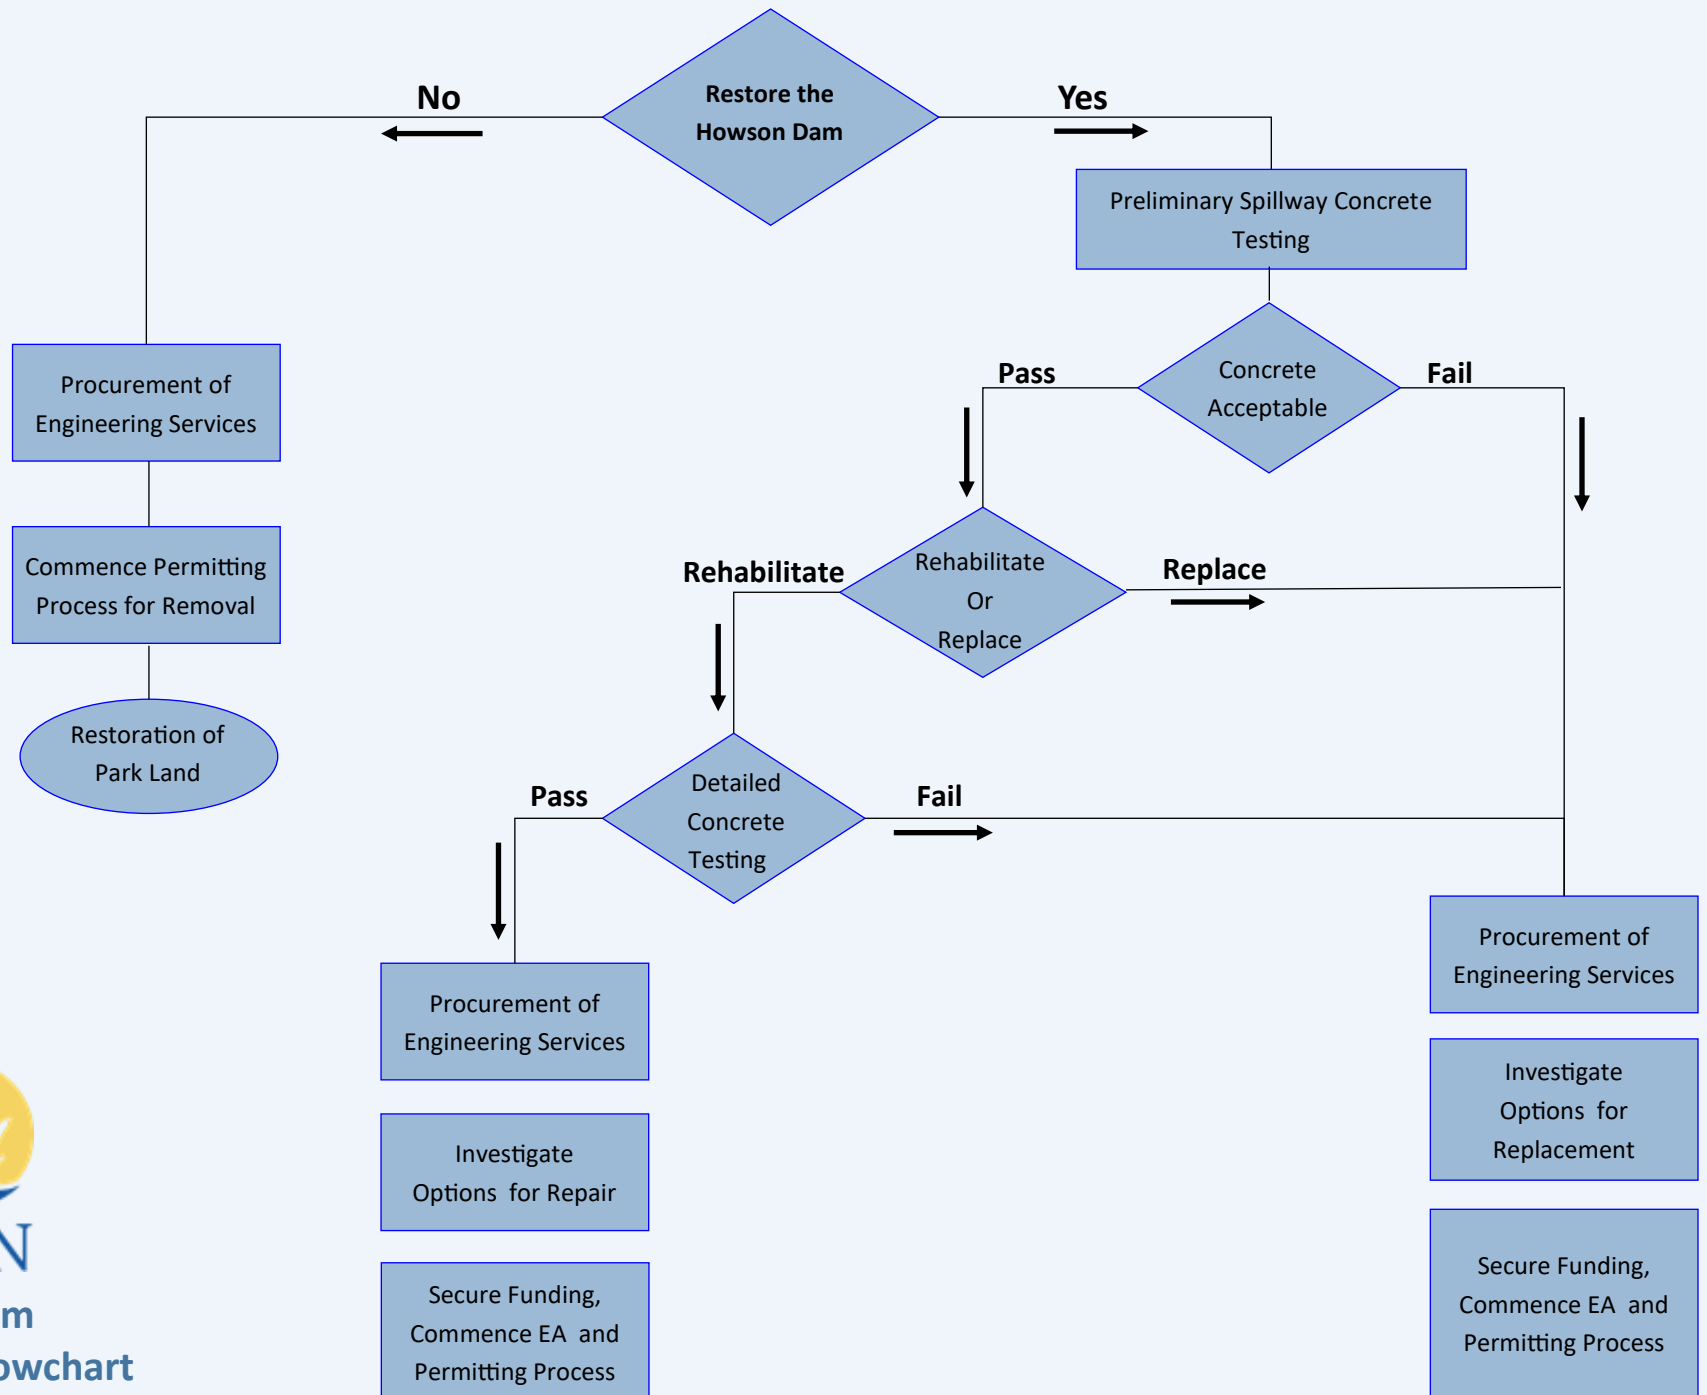 Restore the
Howson Dam
No
Yes
Preliminary Spillway Concrete
Testing
Concrete
Acceptable
Pass
Fail
Procurement of
Engineering Services
Commence Permitting
Process for Removal
Restoration of
Park Land
Rehabilitate
Or
Replace
Rehabilitate
Replace
Detailed
Concrete
Testing
Pass
Fail
Procurement of
Engineering Services
Investigate
Options for Repair
Secure Funding,
Commence EA and
Permitting Process
Procurement of
Engineering Services
Investigate
Options for
Replacement
Secure Funding,
Commence EA and
Permitting Process